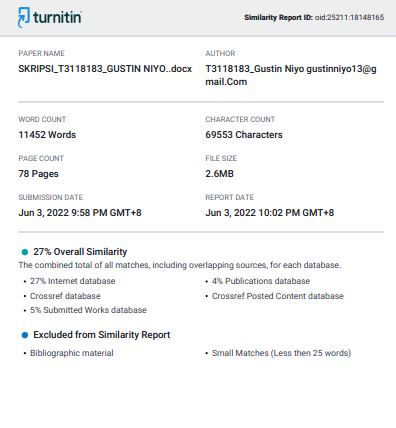 turnitin
Similarity Report ID: oid:25211:18148165
PAPER NAME
AUTHOR
SKRIPSI_T3118183_GUSTIN NIYO..docx
T3118183_Gustin Niyo gustinniyo13@g
mail.Com
WORD COUNT
CHARACTER COUNT
11452 Words
69553 Characters
PAGE COUNT
FILE SIZE
78 Pages
2.6MB
SUBMISSION DATE
REPORT DATE
Jun 3, 2022 9:58 PM GMT+8
Jun 3, 2022 10:02 PM GMT+8
● 27% Overall Similarity
The combined total of all matches, including overlapping sources, for each database.
• 27% Internet database
• 4% Publications database
• Crossref database
• Crossref Posted Content database
• 5% Submitted Works database
● Excluded from Similarity Report
• Bibliographic material
• Small Matches (Less then 25 words)